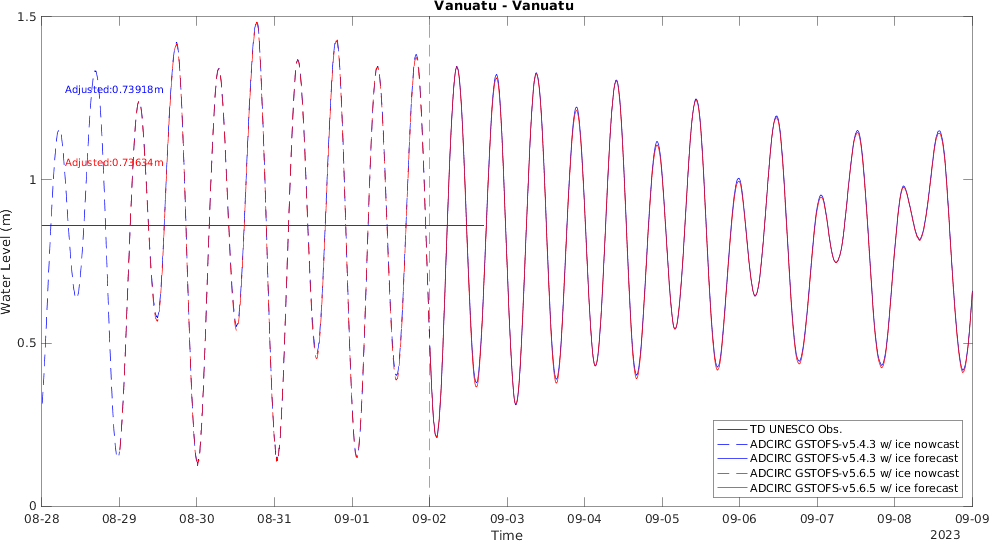 Vanuatu - Vanuatu
1.5
Adjusted:0.73918m
Adjusted:0.73634m
1
Water Level (m)
0.5
TD UNESCO Obs.
ADCIRC GSTOFS-v5.4.3 w/ ice nowcast
ADCIRC GSTOFS-v5.4.3 w/ ice forecast
ADCIRC GSTOFS-v5.6.5 w/ ice nowcast
ADCIRC GSTOFS-v5.6.5 w/ ice forecast
0
08-28 08-29 08-30 08-31 09-01 09-02 09-03 09-04 09-05 09-06 09-07 09-08 09-09
Time 2023